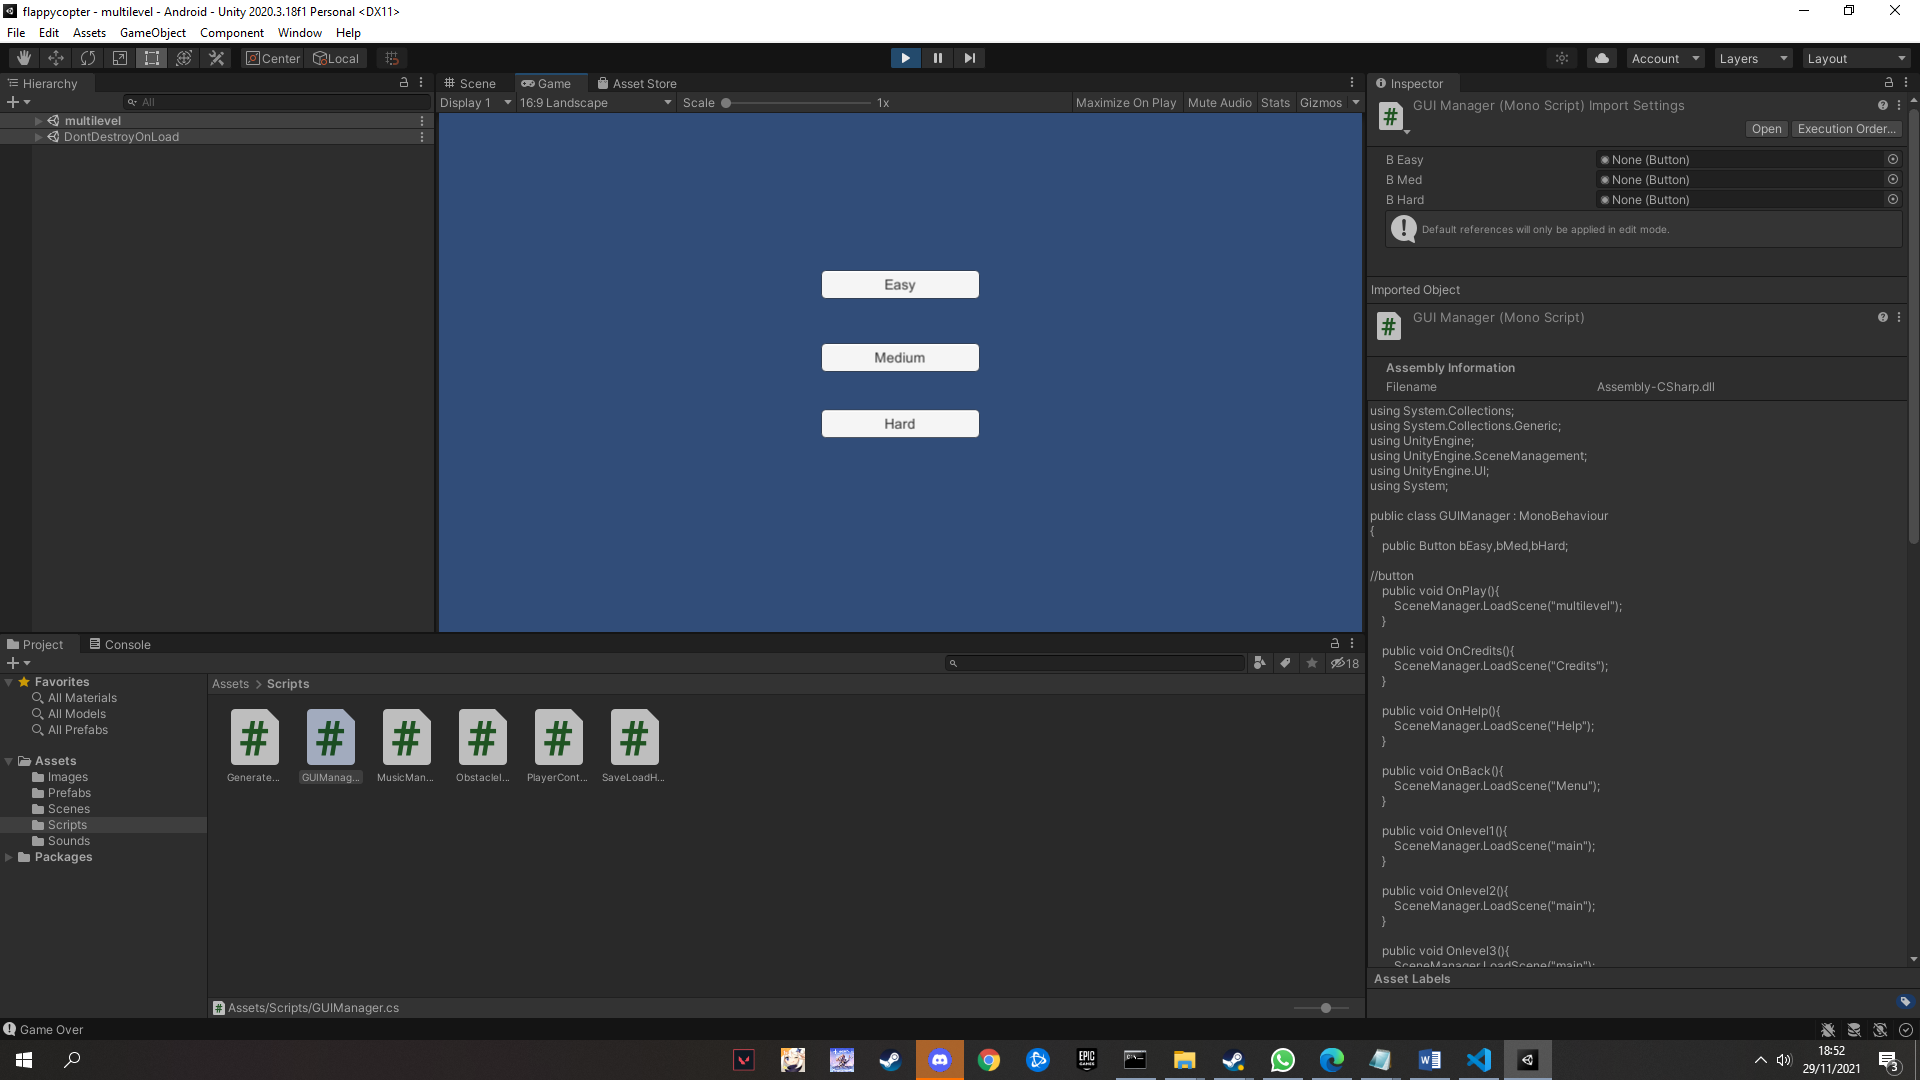 flappycopter - multilevel - Android - Unity 2020.3.18f1 Personal <DX11>
File Edit Assets GameObject Component Window Help
Center Local
Account Layers Layout
Hierarchy
All
multilevel
DontDestroyOnLoad
Scene Game Asset Store
Display 1 16:9 Landscape Scale 1x Maximize On Play Mute Audio Stats Gizmos
Easy
Medium
Hard
Inspector
GUI Manager (Mono Script) Import Settings
Open Execution Order...
B Easy None (Button)
B Med None (Button)
B Hard None (Button)
Default references will only be applied in edit mode.
Imported Object
GUI Manager (Mono Script)
Assembly Information
Filename Assembly-CSharp.dll
using System.Collections;
using System.Collections.Generic;
using UnityEngine;
using UnityEngine.SceneManagement;
using UnityEngine.UI;
using System;
public class GUIManager : MonoBehaviour
{
public Button bEasy,bMed,bHard;
//button
public void OnPlay(){
SceneManager.LoadScene("multilevel");
}
public void OnCredits(){
SceneManager.LoadScene("Credits");
}
public void OnHelp(){
SceneManager.LoadScene("Help");
}
public void OnBack(){
SceneManager.LoadScene("Menu");
}
public void Onlevel1(){
SceneManager.LoadScene("main");
}
public void Onlevel2(){
SceneManager.LoadScene("main");
}
public void Onlevel3(){
SceneManager.LoadScene("main");
Asset Labels
Project Console
18
Favorites
All Materials
All Models
All Prefabs
Assets
Images
Prefabs
Scenes
Scripts
Sounds
Packages
Assets > Scripts
Generate... GUIManag... MusicMan... ObstacleI... PlayerCont... SaveLoadH...
Assets/Scripts/GUIManager.cs
Game Over
EPIC GAMES
18:52
29/11/2021
3